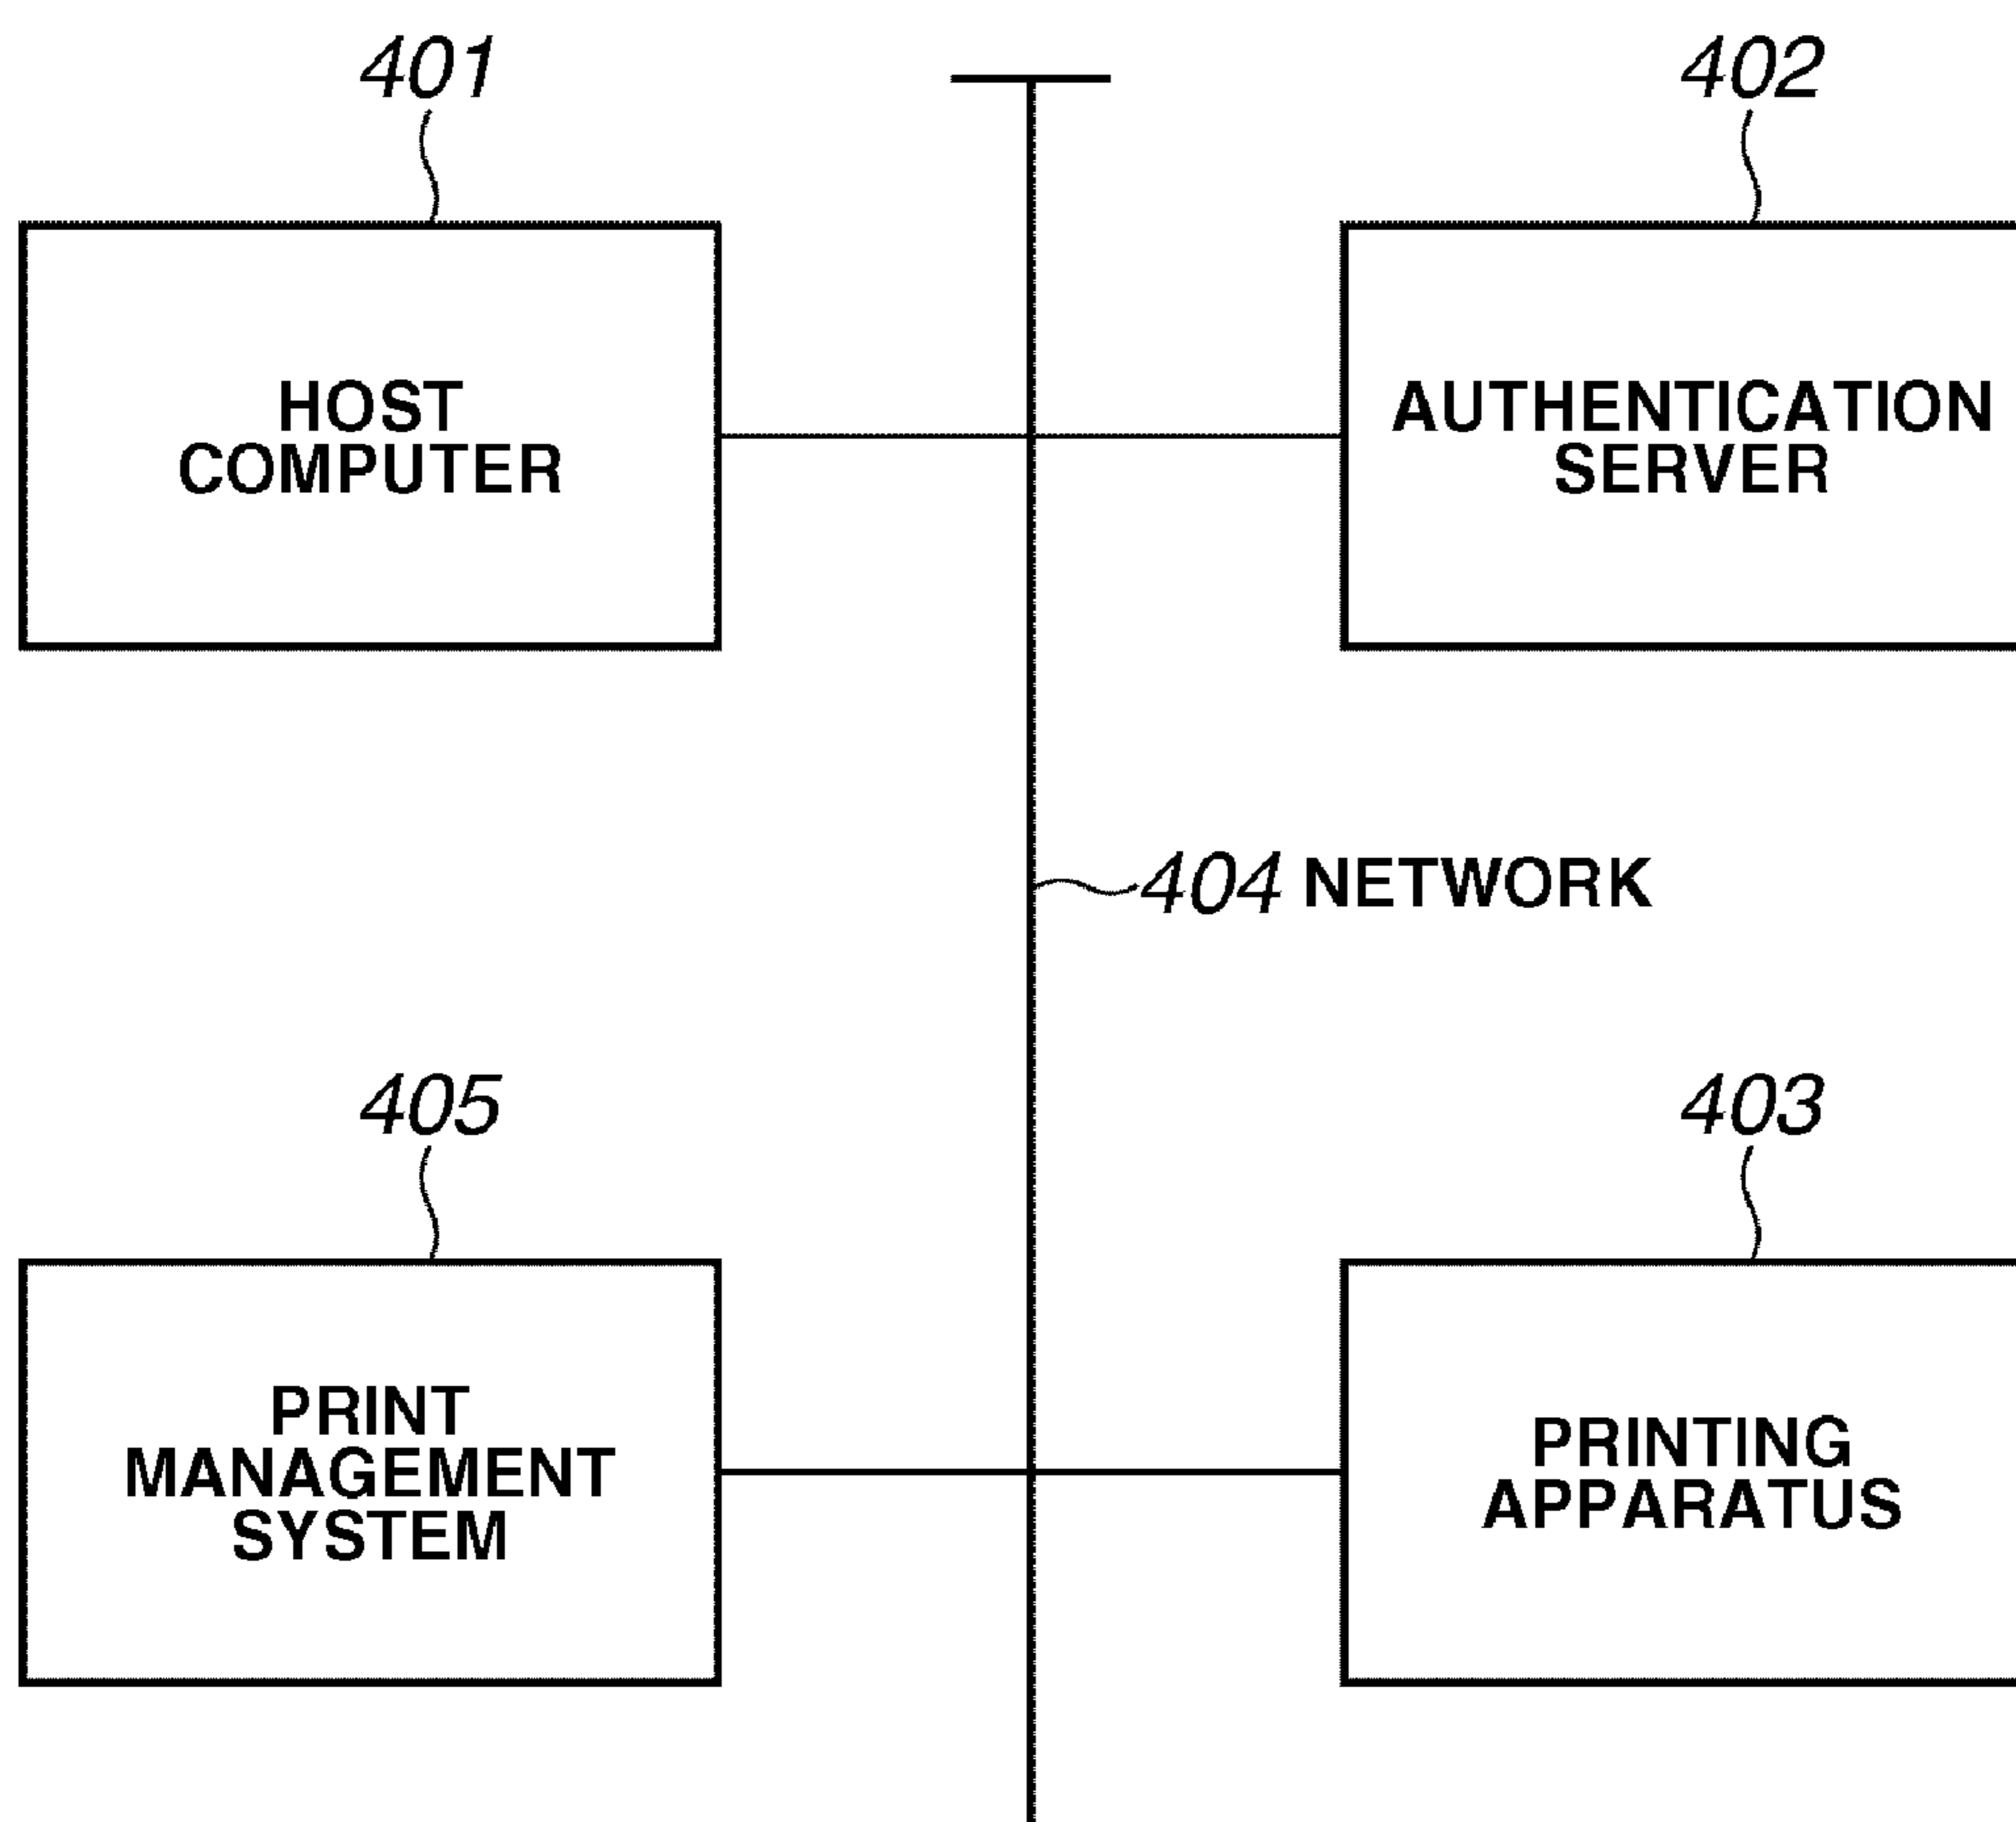 401
402
HOST
COMPUTER
AUTHENTICATION
SERVER
404 NETWORK
405
403
PRINT
MANAGEMENT
SYSTEM
PRINTING
APPARATUS